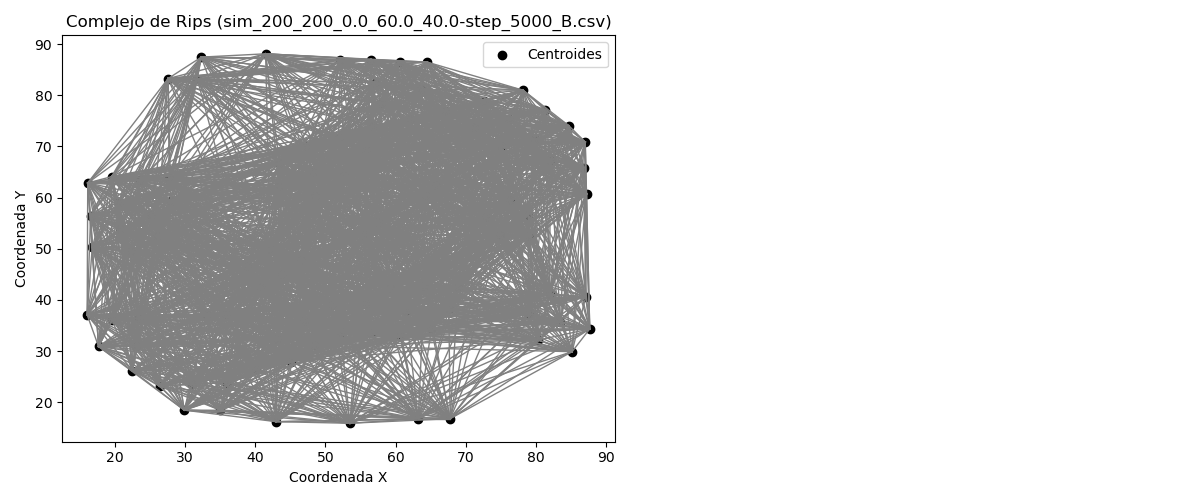 Complejo de Rips (sim_200_200_0.0_60.0_40.0-step_5000_B.csv)
Centroides
90
80
70
60
50
40
30
20
Coordenada Y
20 30 40 50 60 70 80 90
Coordenada X